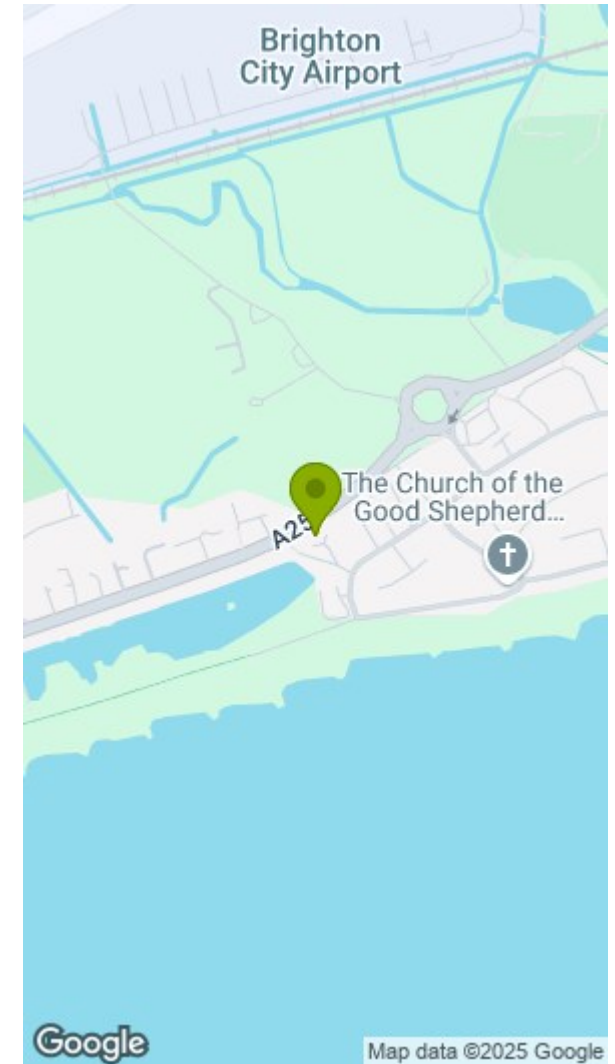 Brighton
City Airport
The Church of the
Good Shepherd...
A25
Google
Map data ©2025 Google